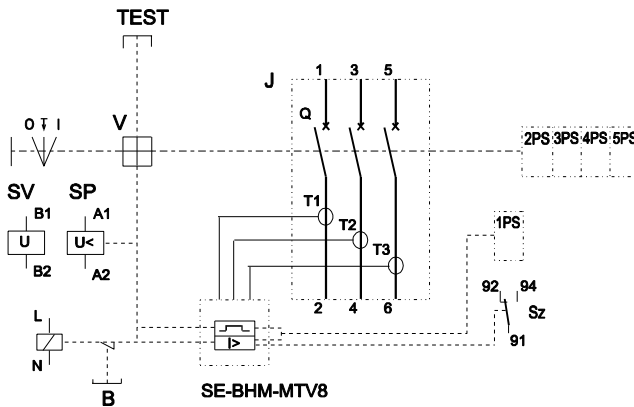 TEST
1 3 5
J
Q
O T I
V
2PS 3PS 4PS 5PS
SV SP
T1
B1 A1
T2
1PS
U U<
T3
B2 A2
92 94
2 4 6
Sz
L
I>
N
91
B
SE-BHM-MTV8